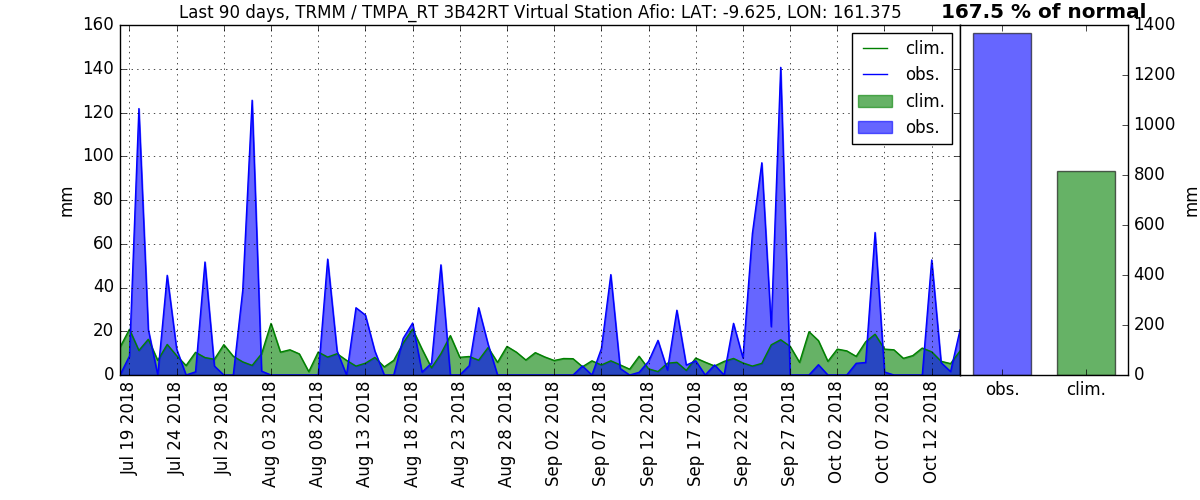 Last 90 days, TRMM / TMPA_RT 3B42RT Virtual Station Afio: LAT: -9.625, LON: 161.375
167.5 % of normal
160
140
120
100
80
60
40
20
0
mm
clim.
obs.
clim.
obs.
1400
1200
1000
800
600
400
200
0
mm
obs.
clim.
Jul 19 2018
Jul 24 2018
Jul 29 2018
Aug 03 2018
Aug 08 2018
Aug 13 2018
Aug 18 2018
Aug 23 2018
Aug 28 2018
Sep 02 2018
Sep 07 2018
Sep 12 2018
Sep 17 2018
Sep 22 2018
Sep 27 2018
Oct 02 2018
Oct 07 2018
Oct 12 2018